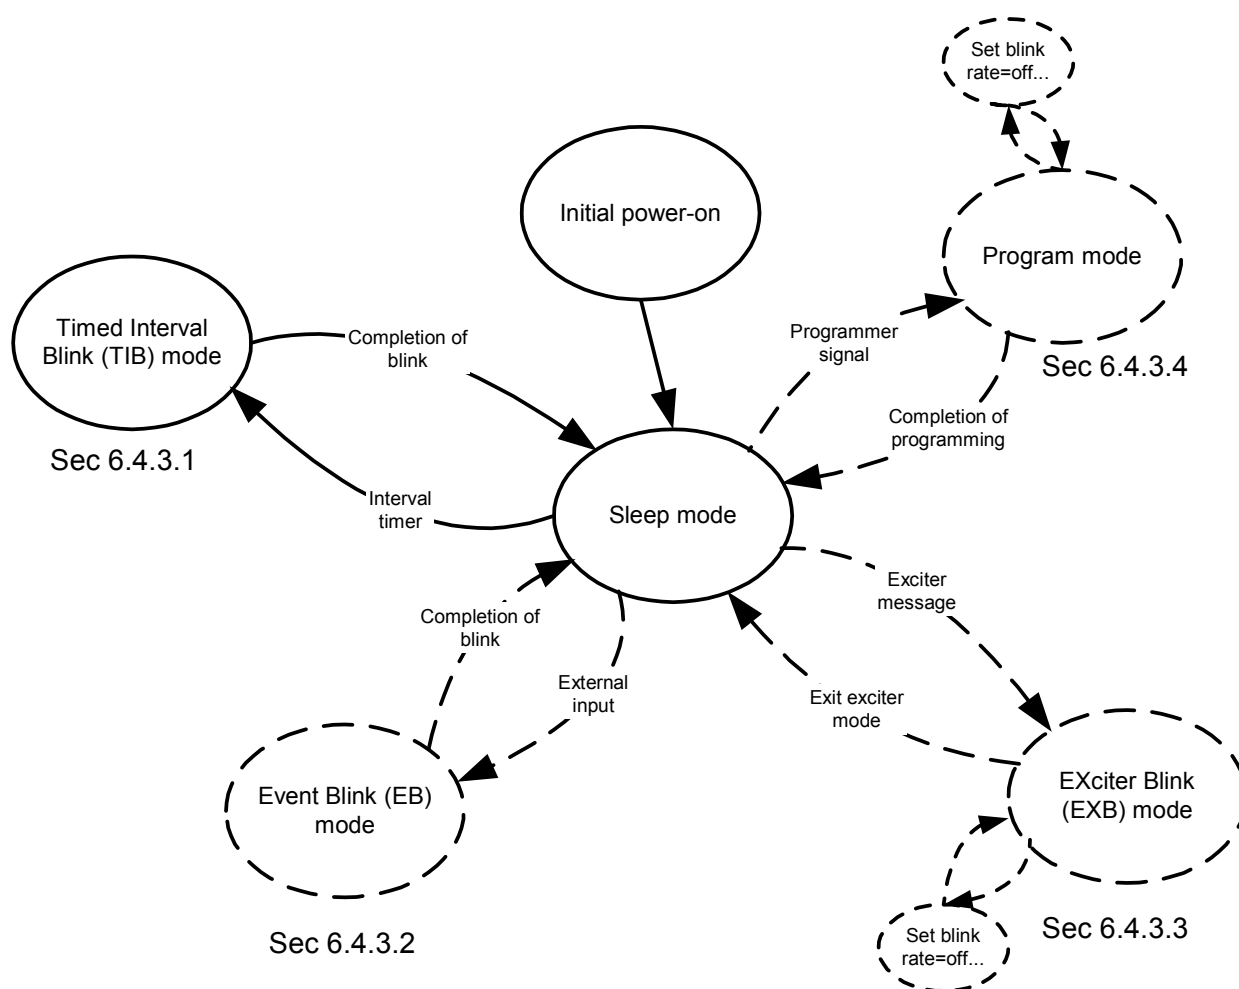 Set blink
rate=off...
Initial power-on
Program mode
Timed Interval
Blink (TIB) mode
Completion of
blink
Programmer
signal
Sec 6.4.3.4
Sec 6.4.3.1
Completion of
programming
Interval
timer
Sleep mode
Exciter
message
Completion of
blink
External
input
Exit exciter
mode
Event Blink (EB)
mode
EXciter Blink
(EXB) mode
Sec 6.4.3.2
Set blink
rate=off...
Sec 6.4.3.3